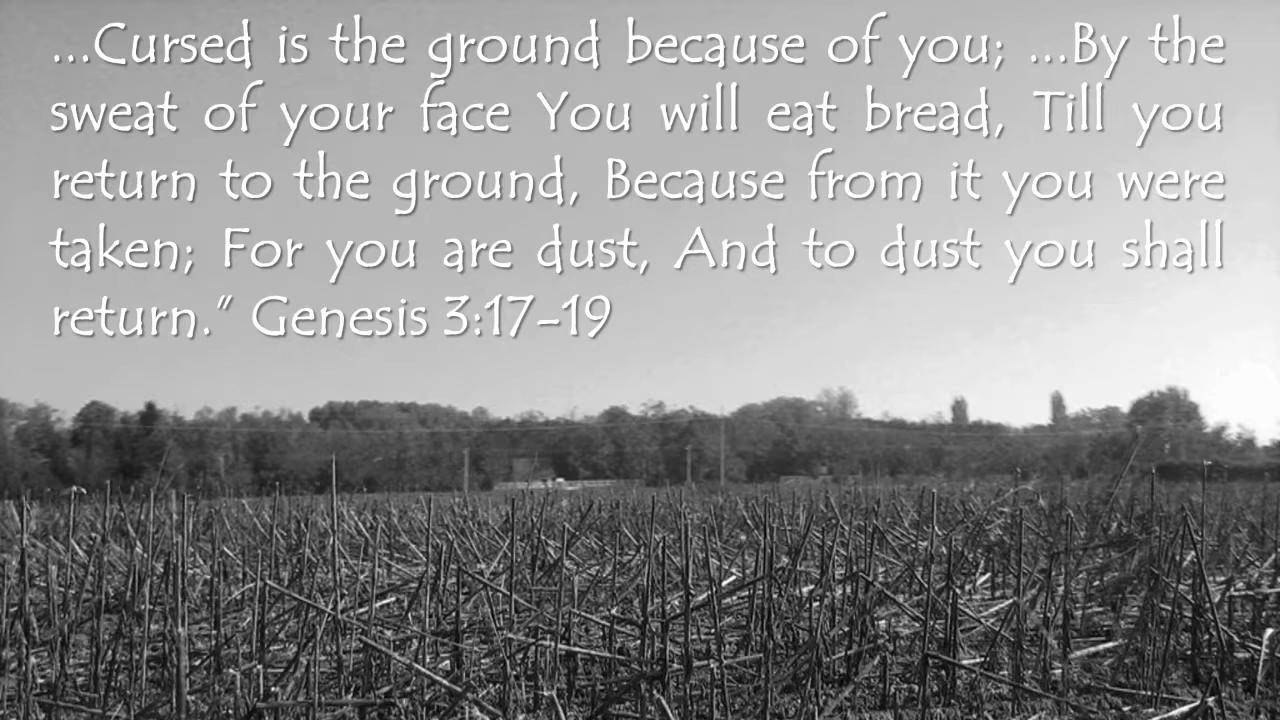 ...Cursed is the ground because of you; ...By the
sweat of your face You will eat bread, Till you
return to the ground, Because from it you were
taken; For you are dust, And to dust you shall
return.” Genesis 3:17-19